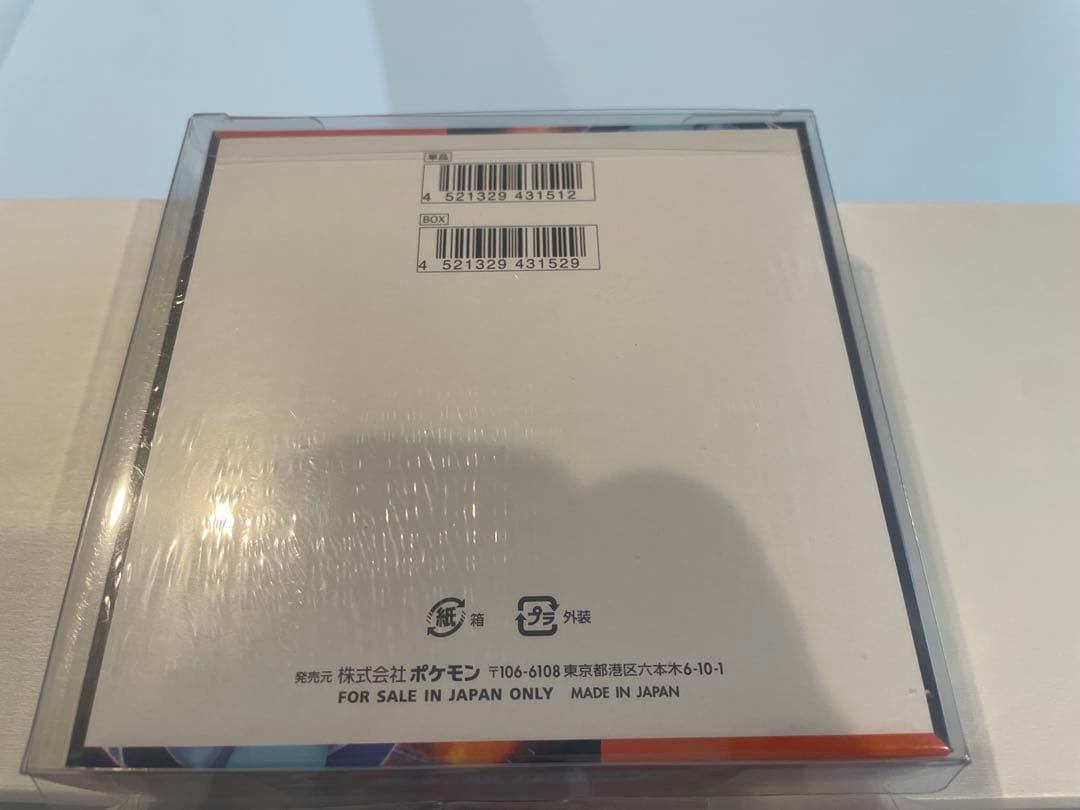 単品
4 521329 431512
BOX
4 521329 431529
紙 箱 プラ 外装
発売元 株式会社 ポケモン 〒106-6108 東京都港区六本木6-10-1
FOR SALE IN JAPAN ONLY MADE IN JAPAN